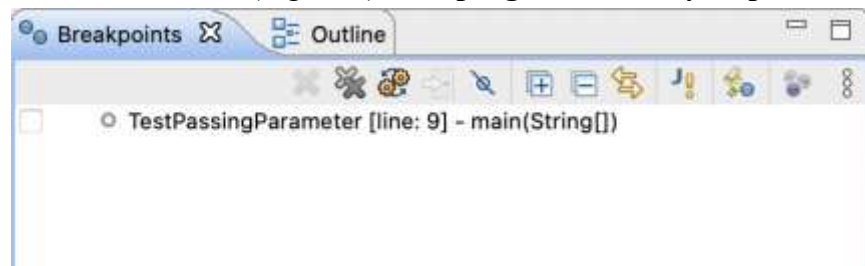 Breakpoints Outline
TestPassingParameter [line: 9] - main(String[])